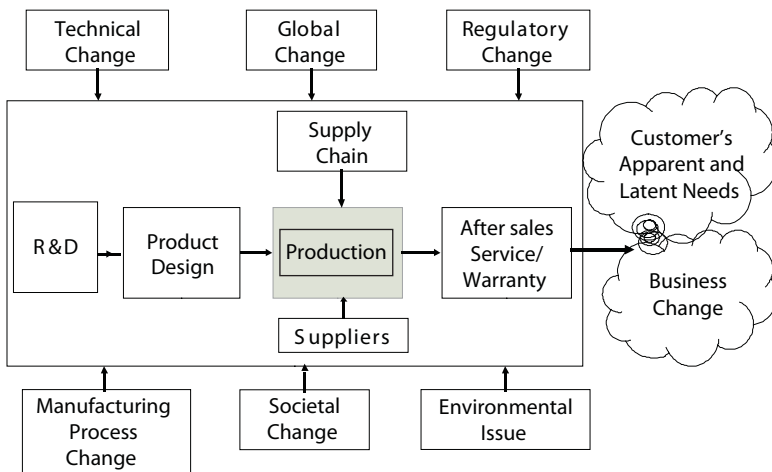 Technical
Change
Global
Change
Regulatory
Change
Supply
Chain
Customer's
Apparent and
Latent Needs
R&D
Product
Design
Production
After sales
Service/
Warranty
Business
Change
Suppliers
Manufacturing
Process
Change
Societal
Change
Environmental
Issue